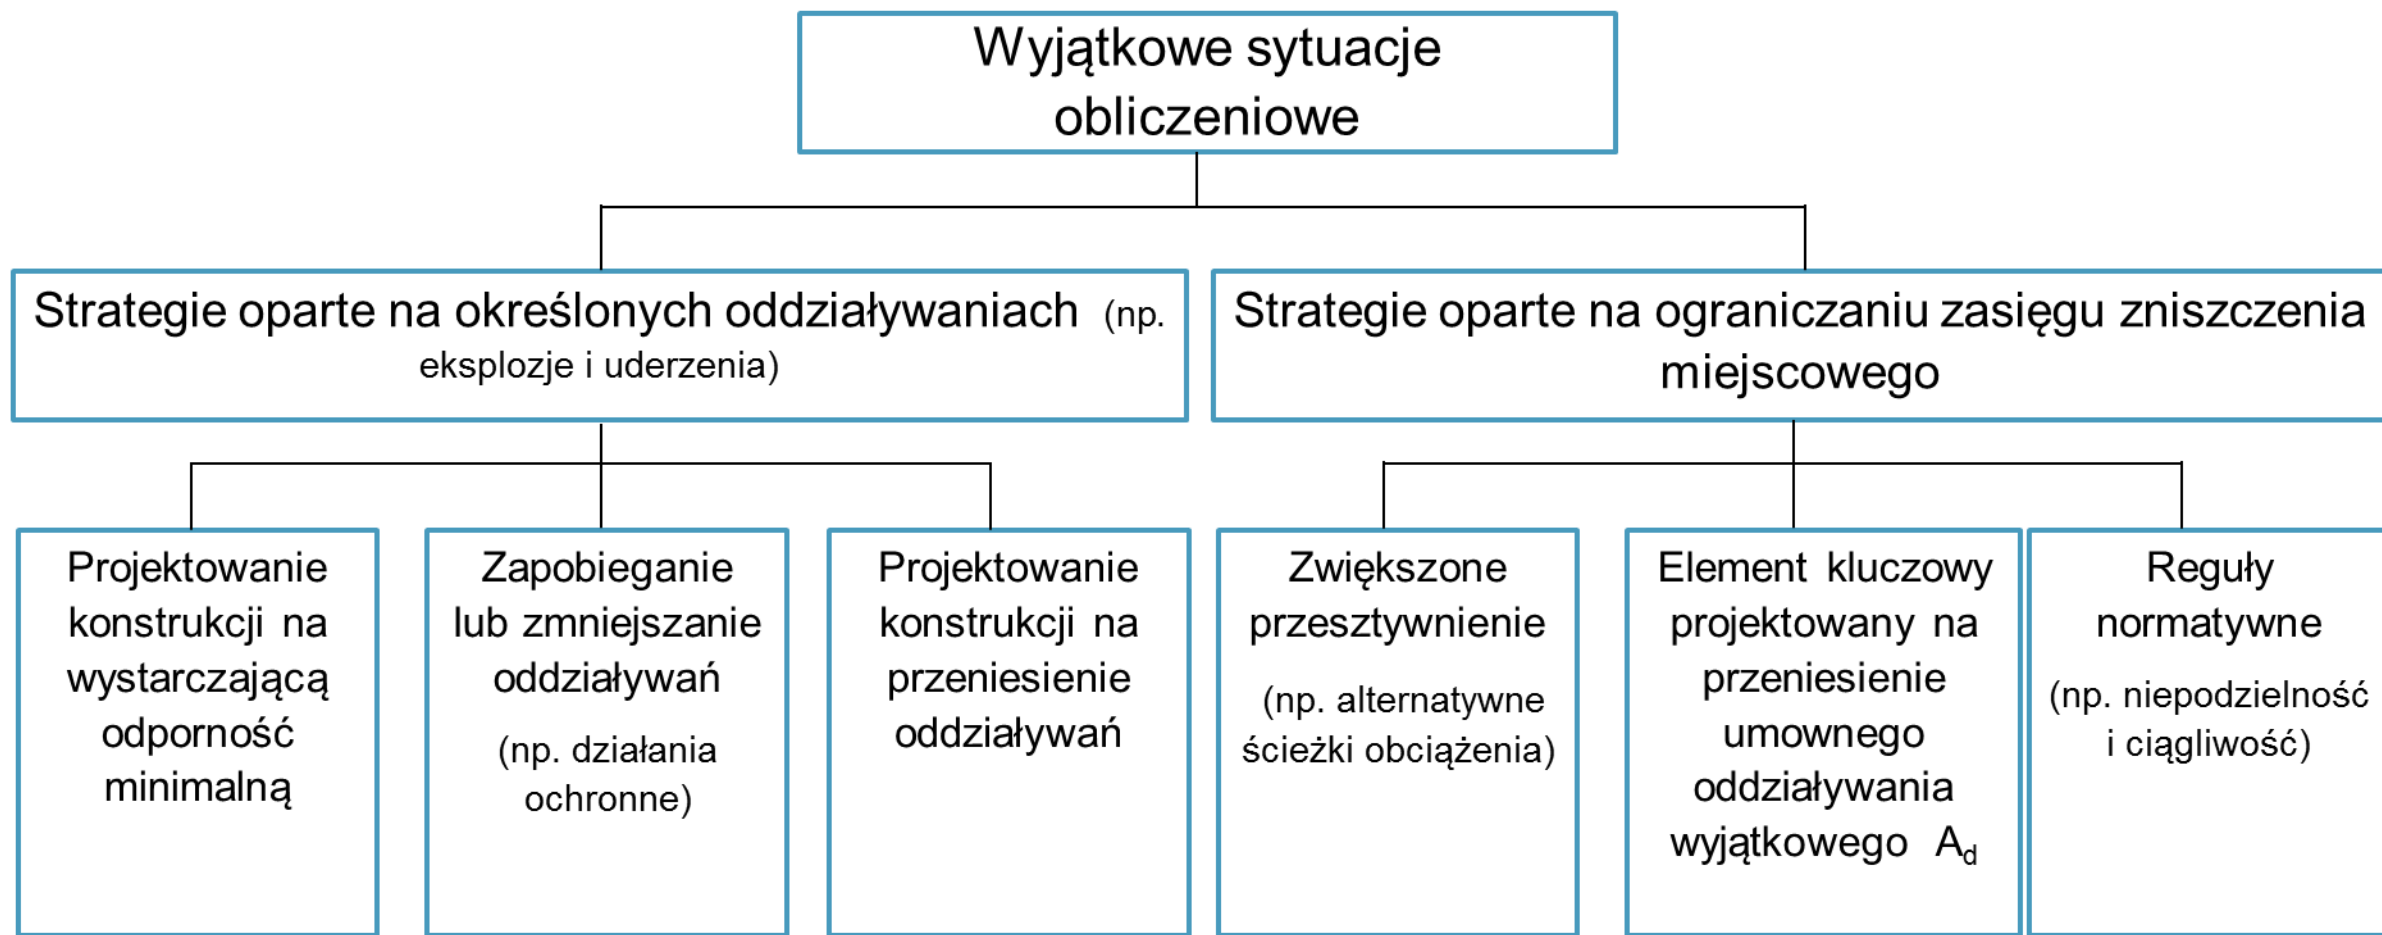 Wyjątkowe sytuacje
obliczeniowe
Strategie oparte na określonych oddziaływaniach (np.
eksplozje i uderzenia)
Strategie oparte na ograniczaniu zasięgu zniszczenia
miejscowego
Projektowanie
konstrukcji na
wystarczającą
odporność
minimalną
Zapobieganie
lub zmniejszanie
oddziaływań
(np. działania
ochronne)
Projektowanie
konstrukcji na
przeniesienie
oddziaływań
Zwiększone
przesztywnienie
(np. alternatywne
ścieżki obciążenia)
Element kluczowy
projektowany na
przeniesienie
umownego
oddziaływania
wyjątkowego A_d
Reguły
normatywne
(np. niepodzielność
i ciągliwość)